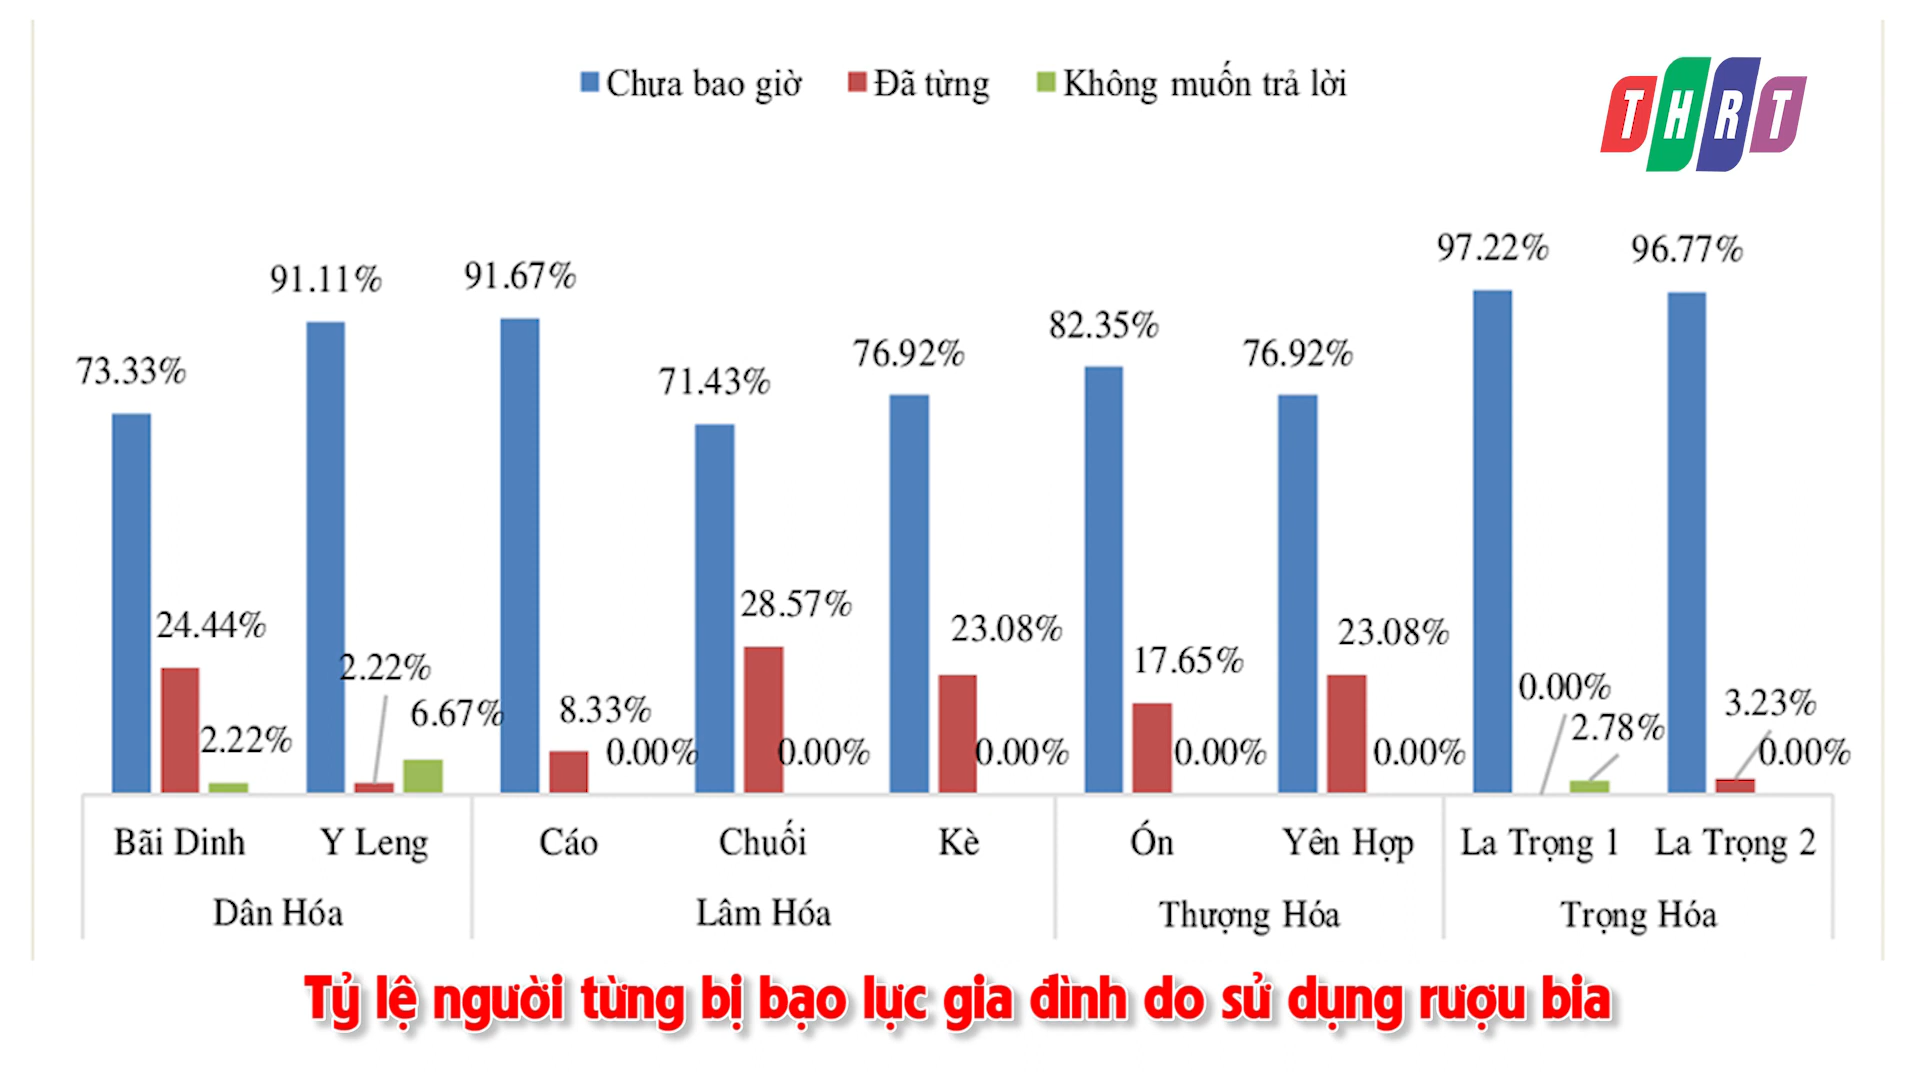 Chưa bao giờ Đã từng Không muốn trả lời
THRT
73.33% 24.44% 2.22%
91.11% 2.22% 6.67%
91.67% 8.33% 0.00%
71.43% 28.57% 0.00%
76.92% 23.08% 0.00%
82.35% 17.65% 0.00%
76.92% 23.08% 0.00%
97.22% 0.00% 2.78%
96.77% 3.23% 0.00%
Bãi Dinh Y Leng Cáo Chuối Kè Ón Yên Hợp La Trọng 1 La Trọng 2
Dân Hóa Lâm Hóa Thượng Hóa Trọng Hóa
Tỷ lệ người từng bị bạo lực gia đình do sử dụng rượu bia